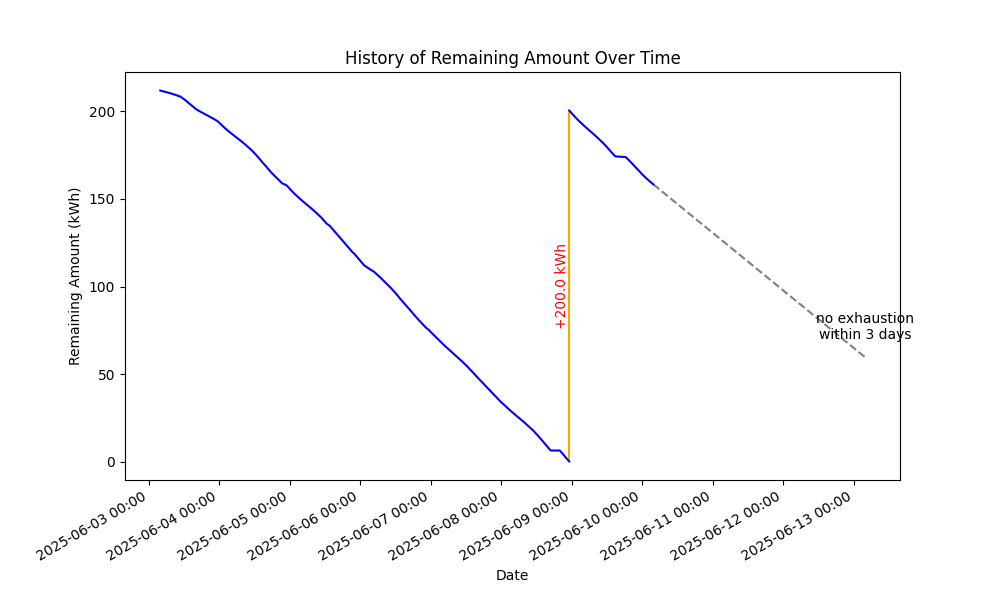 History of Remaining Amount Over Time
Remaining Amount (kWh)
200
150
100
50
0
+200.0 kWh
no exhaustion
within 3 days
2025-06-03 00:00
2025-06-04 00:00
2025-06-05 00:00
2025-06-06 00:00
2025-06-07 00:00
2025-06-08 00:00
2025-06-09 00:00
2025-06-10 00:00
2025-06-11 00:00
2025-06-12 00:00
2025-06-13 00:00
Date